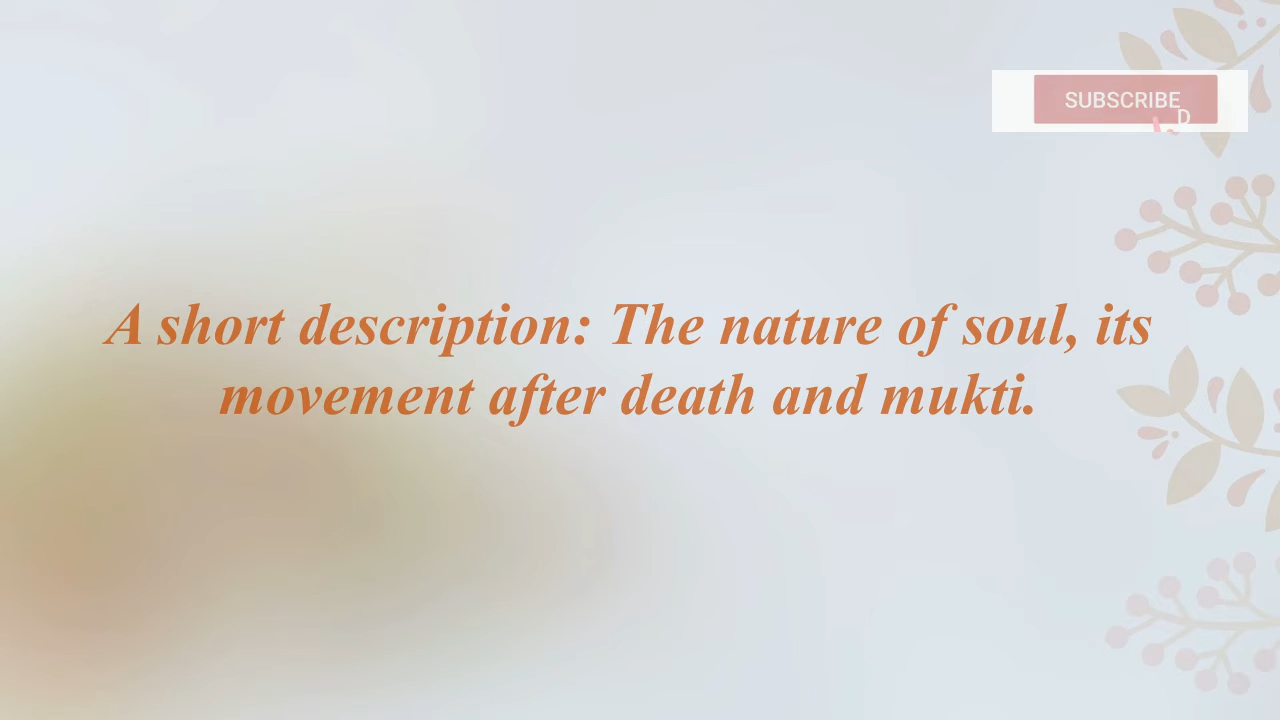 SUBSCRIBE
D
A short description: The nature of soul, its
movement after death and mukti.